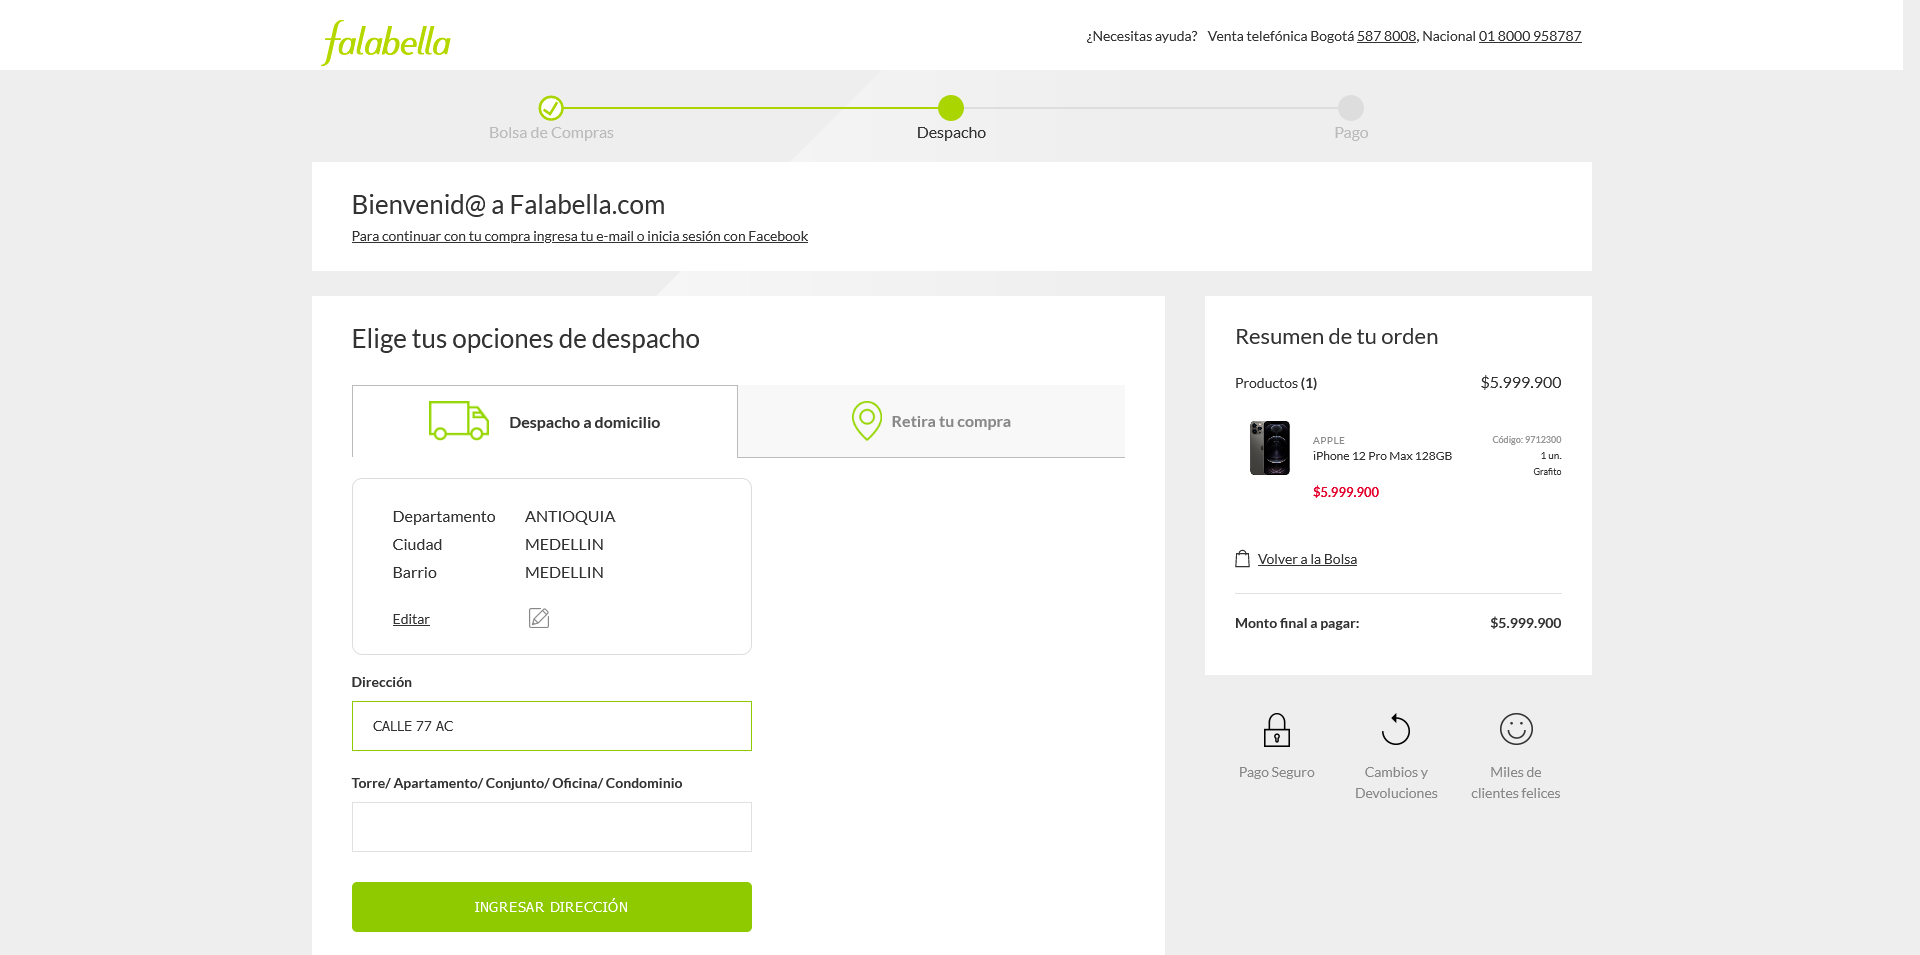 falabella
¿Necesitas ayuda? Venta telefónica Bogotá 587 8008, Nacional 01 8000 958787
Bolsa de Compras
Despacho
Pago
Bienvenid@ a Falabella.com
Para continuar con tu compra ingresa tu e-mail o inicia sesión con Facebook
Elige tus opciones de despacho
Despacho a domicilio
Retira tu compra
Departamento ANTIOQUIA
Ciudad MEDELLIN
Barrio MEDELLIN
Editar
Dirección
CALLE 77 AC
Torre/ Apartamento/ Conjunto/ Oficina/ Condominio
INGRESAR DIRECCIÓN
Resumen de tu orden
Productos (1) $5.999.900
APPLE
iPhone 12 Pro Max 128GB
$5.999.900
Código: 9712300
1 un.
Grafito
Volver a la Bolsa
Monto final a pagar: $5.999.900
Pago Seguro
Cambios y
Devoluciones
Miles de
clientes felices